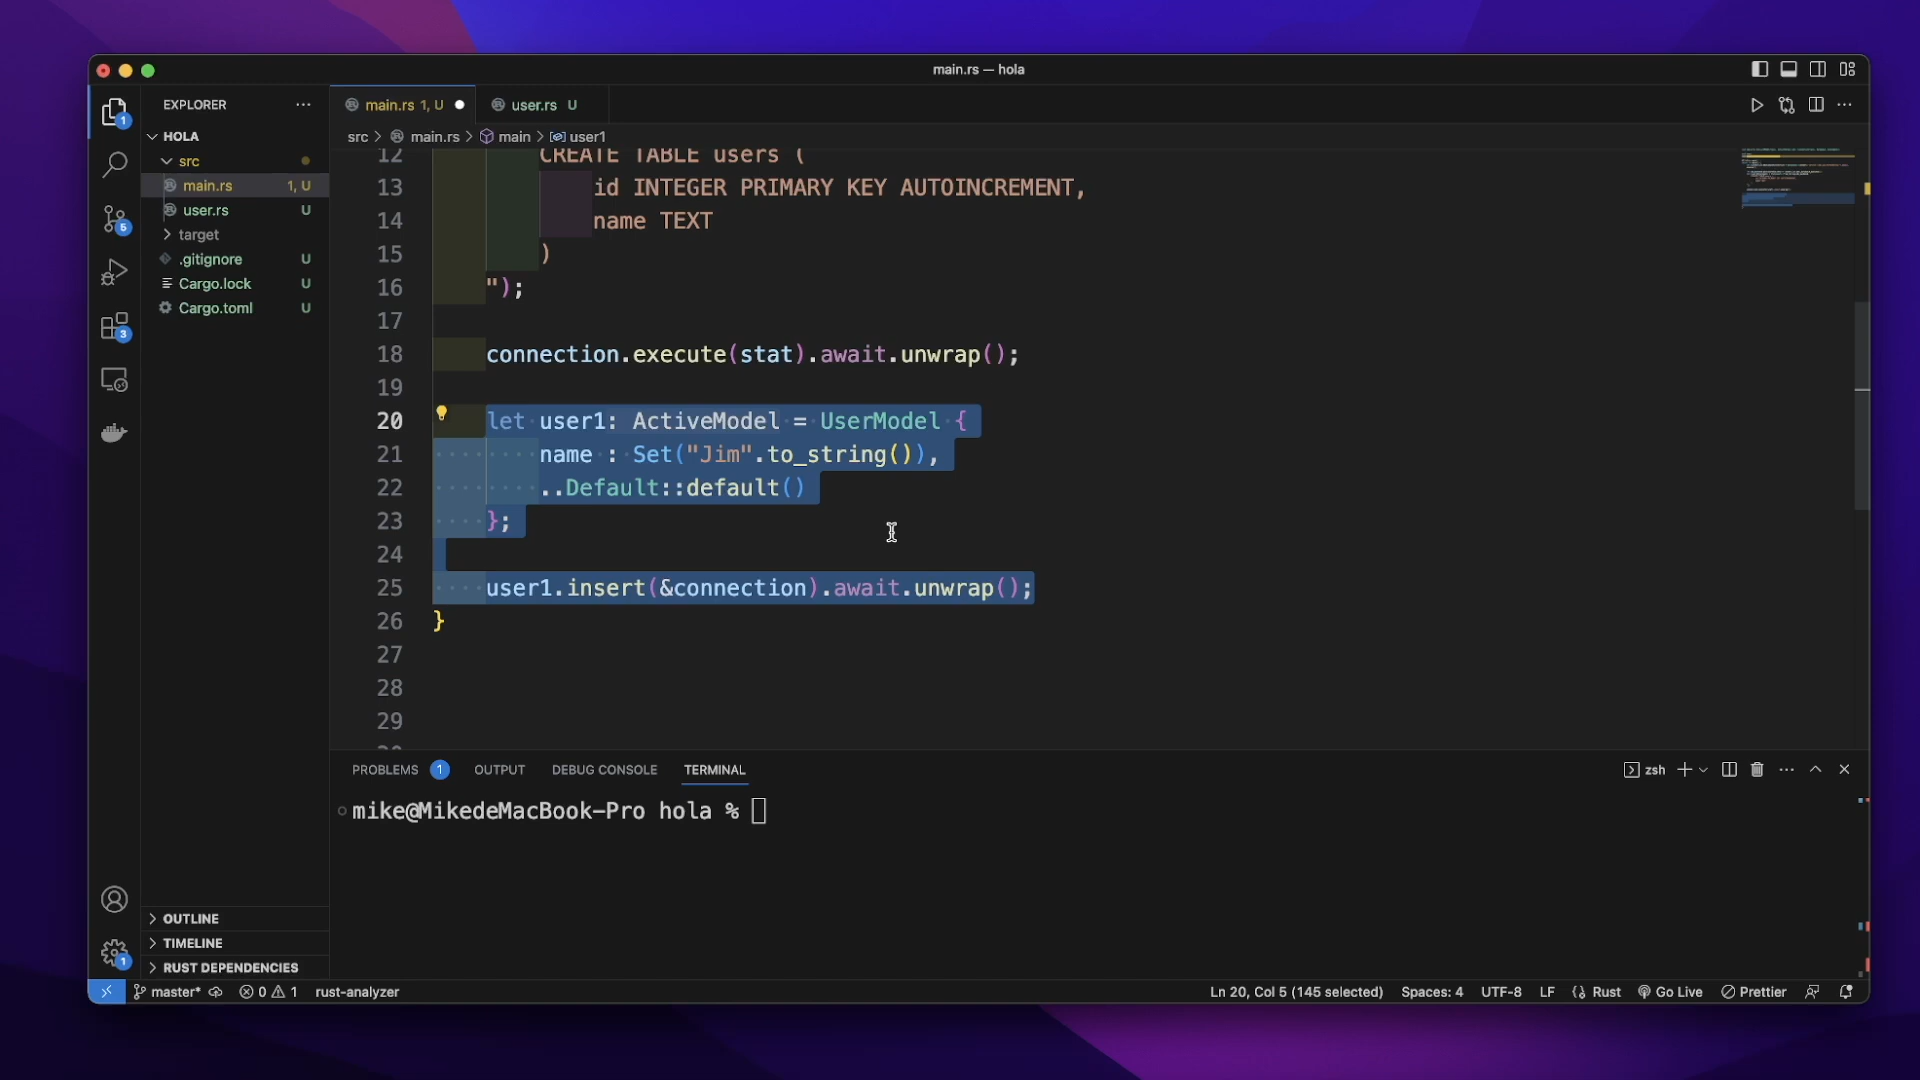 main.rs — hola
EXPLORER
HOLA
src
main.rs 1, U
user.rs U
target
.gitignore U
Cargo.lock U
Cargo.toml U
OUTLINE
TIMELINE
RUST DEPENDENCIES
1
5
3
1
main.rs 1, U
user.rs U
src > main.rs > main > user1
12 CREATE TABLE users (
13 id INTEGER PRIMARY KEY AUTOINCREMENT,
14 name TEXT
15 )
16 ");
17
18 connection.execute(stat).await.unwrap();
19
20 let user1: ActiveModel = UserModel {
21 name : Set("Jim".to_string()),
22 ..Default::default()
23 };
24
25 user1.insert(&connection).await.unwrap();
26 }
27
28
29
PROBLEMS 1 OUTPUT DEBUG CONSOLE TERMINAL
zsh
mike@MikedeMacBook-Pro hola %
master* 0 1 rust-analyzer
Ln 20, Col 5 (145 selected) Spaces: 4 UTF-8 LF Rust Go Live Prettier